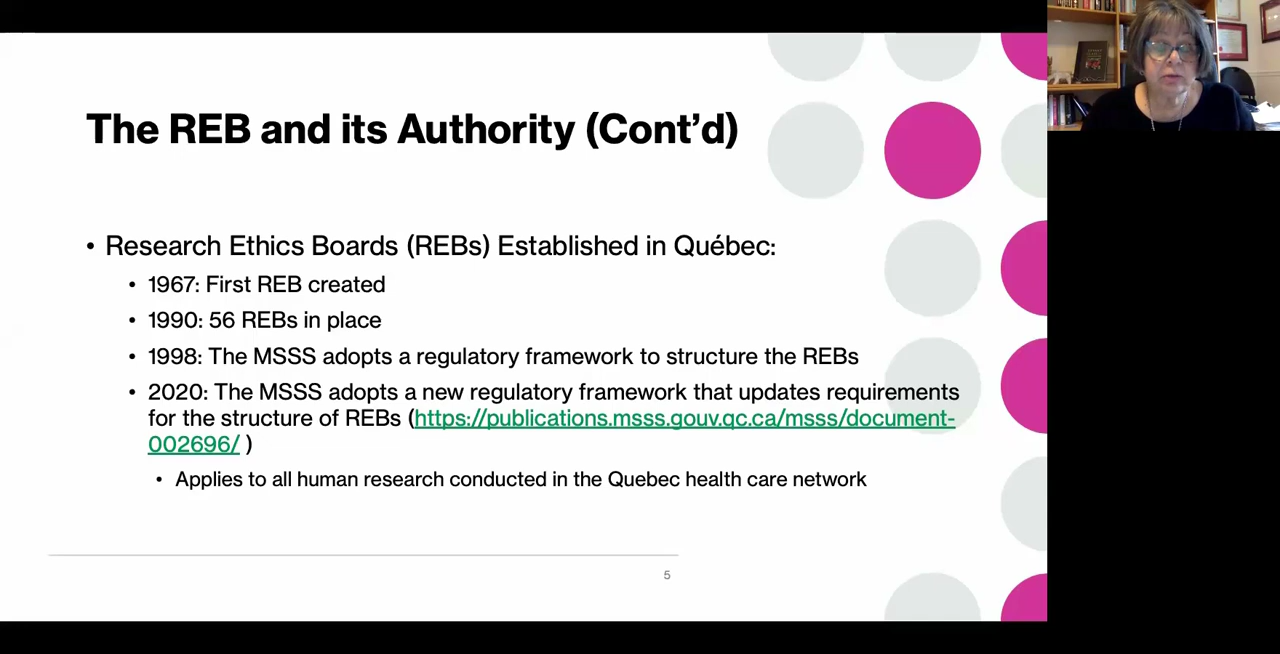 The REB and its Authority (Cont’d)
• Research Ethics Boards (REBs) Established in Québec:
• 1967: First REB created
• 1990: 56 REBs in place
• 1998: The MSSS adopts a regulatory framework to structure the REBs
• 2020: The MSSS adopts a new regulatory framework that updates requirements
for the structure of REBs (https://publications.msss.gouv.qc.ca/msss/document-
002696/ )
• Applies to all human research conducted in the Quebec health care network
5